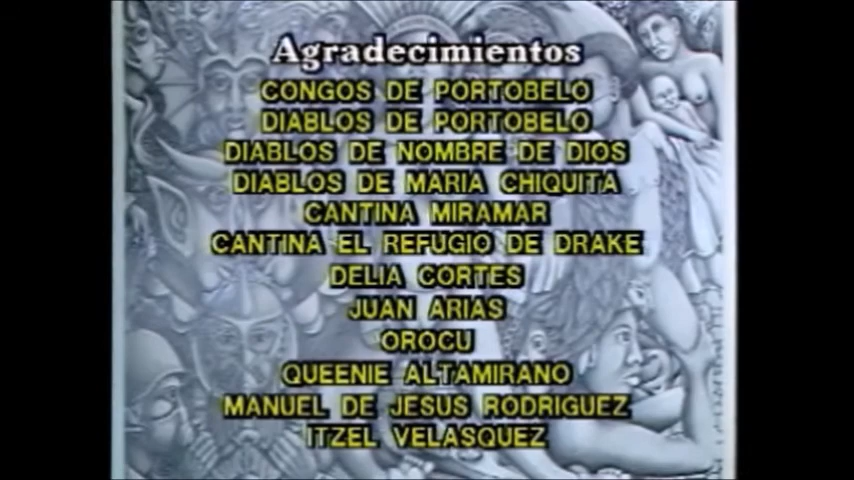 Agradecimientos
CONGOS DE PORTOBELO
DIABLOS DE PORTOBELO
DIABLOS DE NOMBRE DE DIOS
DIABLOS DE MARIA CHIQUITA
CANTINA MIRAMAR
CANTINA EL REFUGIO DE DRAKE
DELIA CORTES
JUAN ARIAS
OROCU
QUEENIE ALTAMIRANO
MANUEL DE JESUS RODRIGUEZ
ITZEL VELASQUEZ